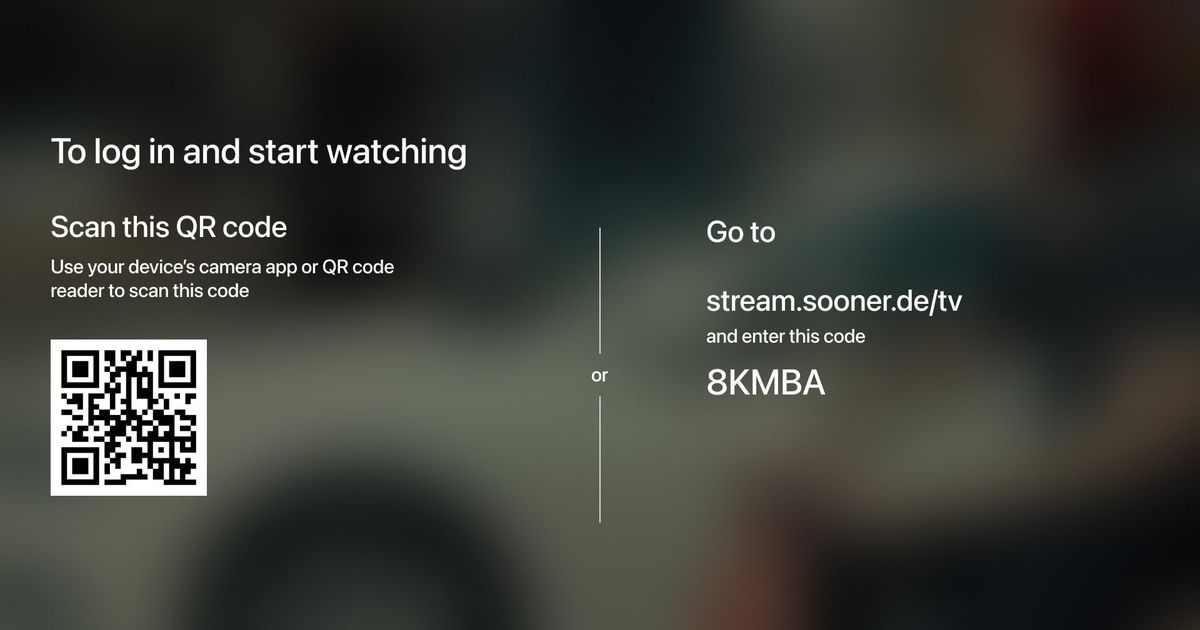 To log in and start watching
Scan this QR code
Use your device’s camera app or QR code
reader to scan this code
or
Go to
stream.sooner.de/tv
and enter this code
8KMBA